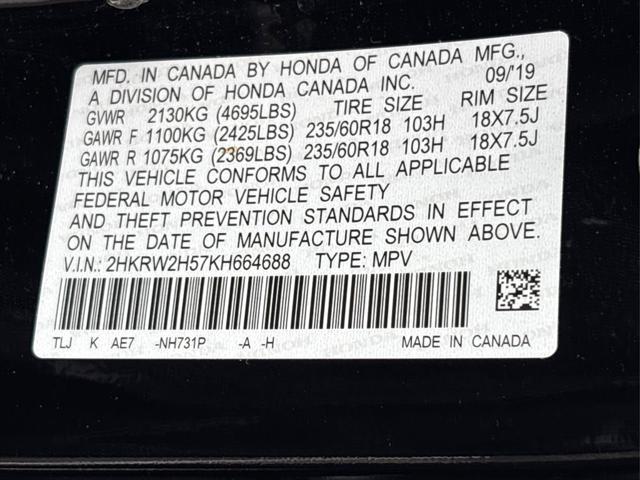 MFD. IN CANADA BY HONDA OF CANADA MFG.,
A DIVISION OF HONDA CANADA INC. 09/'19
GVWR 2130KG (4695LBS) TIRE SIZE RIM SIZE
GAWR F 1100KG (2425LBS) 235/60R18 103H 18X7.5J
GAWR R 1075KG (2369LBS) 235/60R18 103H 18X7.5J
THIS VEHICLE CONFORMS TO ALL APPLICABLE
FEDERAL MOTOR VEHICLE SAFETY
AND THEFT PREVENTION STANDARDS IN EFFECT
ON THE DATE OF MANUFACTURE SHOWN ABOVE.
V.I.N.: 2HKRW2H57KH664688 TYPE: MPV
TLJ K AE7 -NH731P -A -H MADE IN CANADA